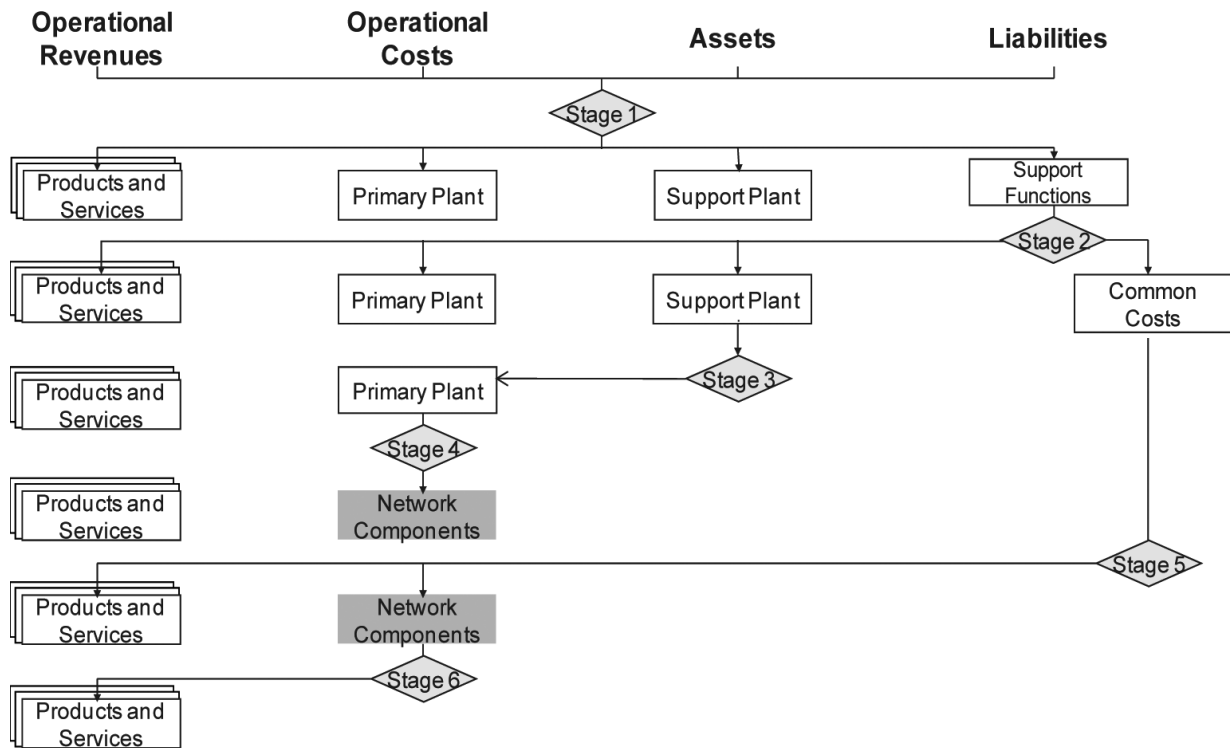 Operational
Revenues
Operational
Costs
Assets
Liabilities
Stage 1
Products and
Services
Primary Plant
Support Plant
Support
Functions
Stage 2
Products and
Services
Primary Plant
Support Plant
Common
Costs
Stage 3
Products and
Services
Primary Plant
Stage 4
Products and
Services
Network
Components
Stage 5
Products and
Services
Network
Components
Stage 6
Products and
Services